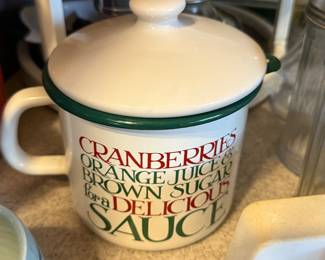 CRANBERRIES
ORANGE JUICE &
BROWN SUGAR
for a DELICIOUS
SAUCE